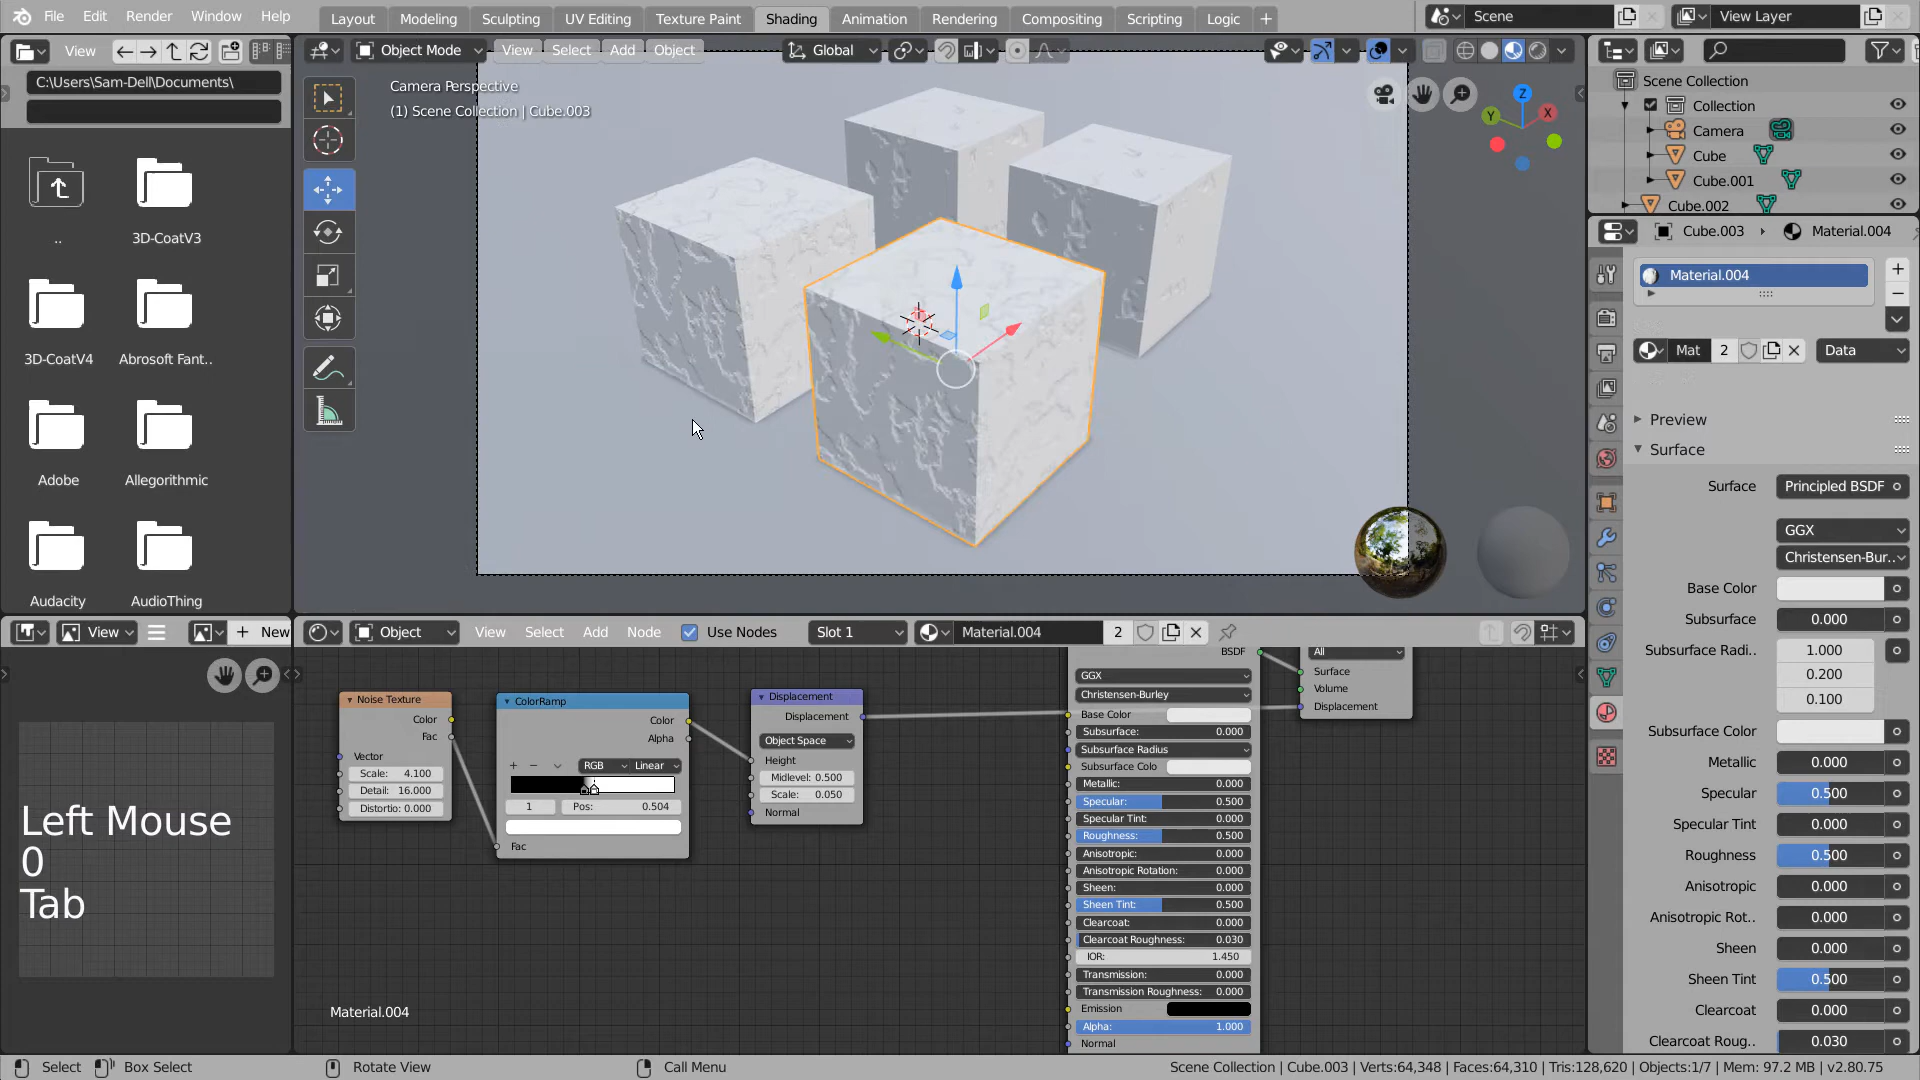 File Edit Render Window Help
Layout Modeling Sculpting UV Editing Texture Paint Shading Animation Rendering Compositing Scripting Logic +
Scene
View Layer
View
Object Mode View Select Add Object
Global
C:\Users\Sam-Dell\Documents\
Camera Perspective
(1) Scene Collection | Cube.003
Z
X
Y
..
3D-CoatV3
3D-CoatV4
Abrosoft Fant..
Adobe
Allegorithmic
Audacity
AudioThing
Scene Collection
Collection
Camera
Cube
Cube.001
Cube.002
Cube.003 Material.004
Material.004
Mat 2 Data
Preview
Surface
Surface Principled BSDF
GGX
Christensen-Bur..
Base Color
Subsurface 0.000
Subsurface Radi.. 1.000
0.200
0.100
Subsurface Color
Metallic 0.000
Specular 0.500
Specular Tint 0.000
Roughness 0.500
Anisotropic 0.000
Anisotropic Rot.. 0.000
Sheen 0.000
Sheen Tint 0.500
Clearcoat 0.000
Clearcoat Roug.. 0.030
View
New
Left Mouse
0
Tab
Object View Select Add Node Use Nodes Slot 1 Material.004 2
Noise Texture
Color
Fac
Vector
Scale: 4.100
Detail: 16.000
Distortio: 0.000
ColorRamp
Color
Alpha
+ − RGB Linear
1 Pos: 0.504
Fac
Displacement
Displacement
Object Space
Height
Midlevel: 0.500
Scale: 0.050
Normal
BSDF
GGX
Christensen-Burley
Base Color
Subsurface: 0.000
Subsurface Radius
Subsurface Colo
Metallic: 0.000
Specular: 0.500
Specular Tint: 0.000
Roughness: 0.500
Anisotropic: 0.000
Anisotropic Rotation: 0.000
Sheen: 0.000
Sheen Tint: 0.500
Clearcoat: 0.000
Clearcoat Roughness: 0.030
IOR: 1.450
Transmission: 0.000
Transmission Roughness: 0.000
Emission
Alpha: 1.000
Normal
All
Surface
Volume
Displacement
Material.004
Select Box Select Rotate View Call Menu
Scene Collection | Cube.003 | Verts:64,348 | Faces:64,310 | Tris:128,620 | Objects:1/7 | Mem: 97.2 MB | v2.80.75